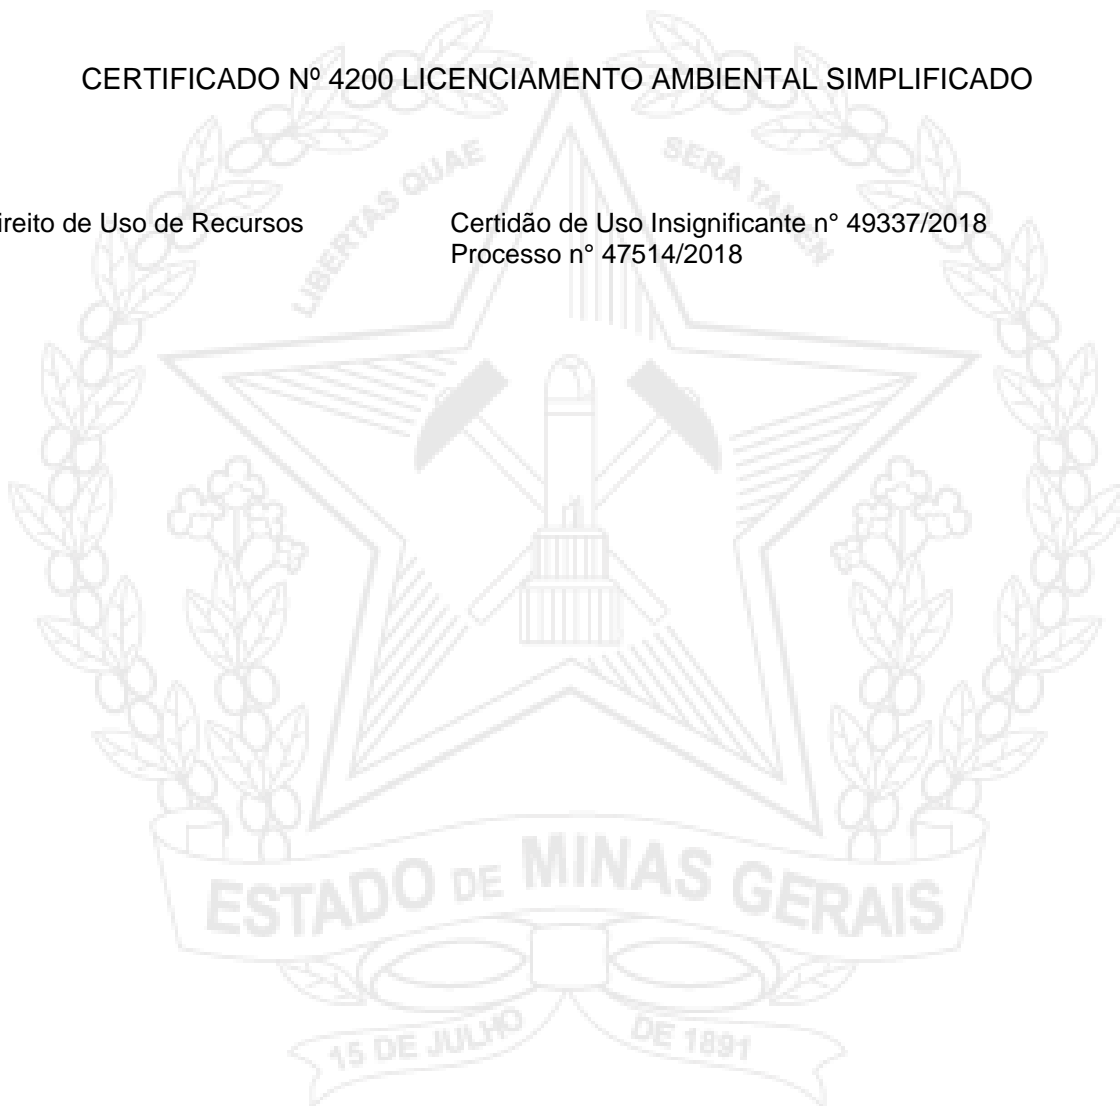 CERTIFICADO Nº 4200 LICENCIAMENTO AMBIENTAL SIMPLIFICADO
LIBERTAS QUAE SERA TAMEN
ireito de Uso de Recursos
Certidão de Uso Insignificante n° 49337/2018
Processo n° 47514/2018
ESTADO DE MINAS GERAIS
15 DE JULHO DE 1891